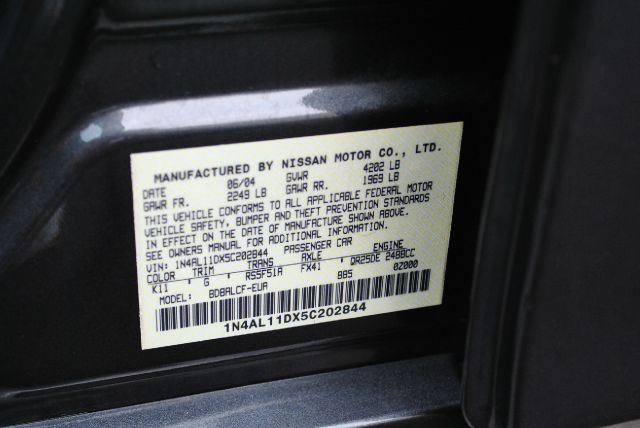 MANUFACTURED BY NISSAN MOTOR CO., LTD.
DATE 06/04 GVWR 4202 LB
GAWR FR. 2249 LB GAWR RR. 1969 LB
THIS VEHICLE CONFORMS TO ALL APPLICABLE FEDERAL MOTOR
VEHICLE SAFETY, BUMPER AND THEFT PREVENTION STANDARDS
IN EFFECT ON THE DATE OF MANUFACTURE SHOWN ABOVE.
SEE OWNERS MANUAL FOR ADDITIONAL INFORMATION.
VIN: 1N4AL11DX5C202844 PASSENGER CAR
COLOR TRIM TRANS AXLE ENGINE
K11 G RS5F51A FX41 QR25DE 2488CC
MODEL: BDBALCF-EUA 885 0Z000
1N4AL11DX5C202844